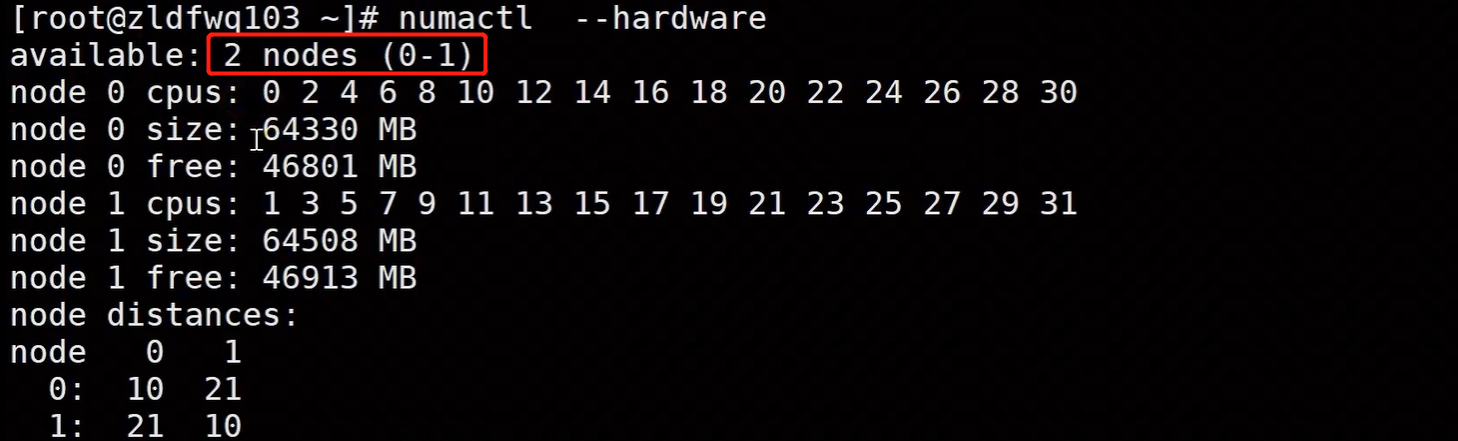 [root@zldfwq103 ~]# numactl  --hardware
available: 2 nodes (0-1)
node 0 cpus: 0 2 4 6 8 10 12 14 16 18 20 22 24 26 28 30
node 0 size: 64330 MB
node 0 free: 46801 MB
node 1 cpus: 1 3 5 7 9 11 13 15 17 19 21 23 25 27 29 31
node 1 size: 64508 MB
node 1 free: 46913 MB
node distances:
node   0   1
  0:  10  21
  1:  21  10